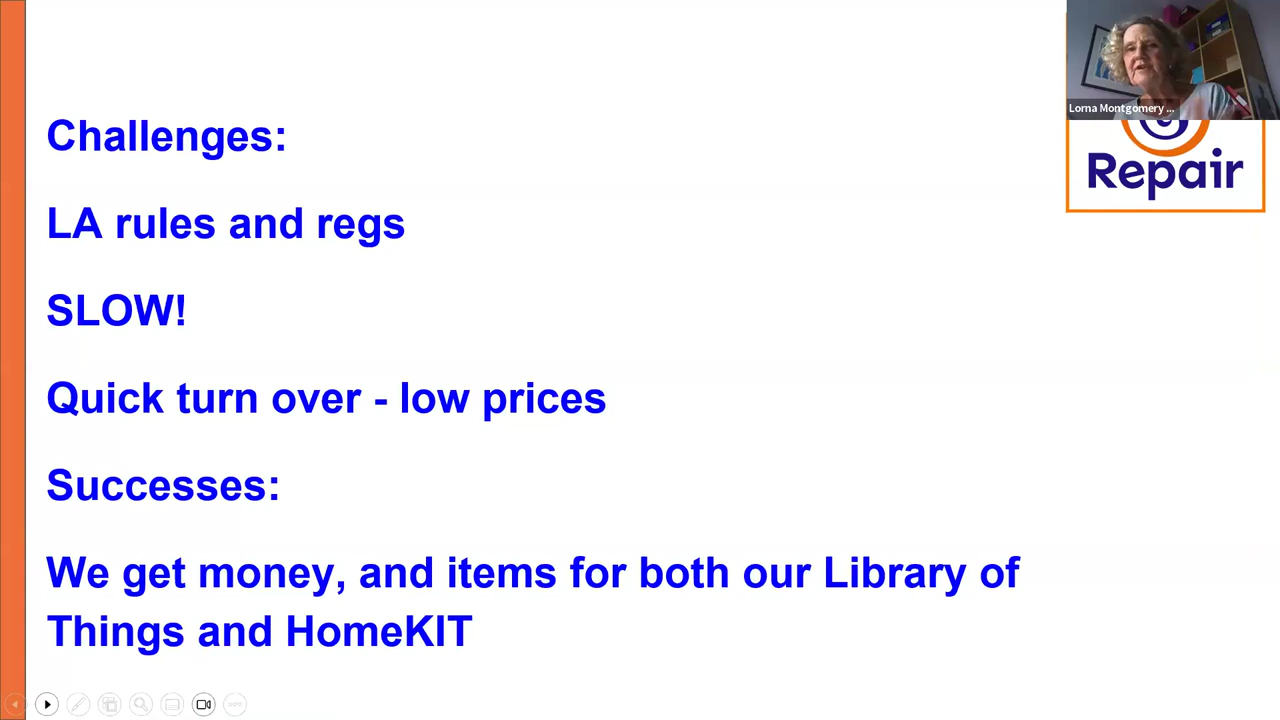 Lorna Montgomery ...
Repair
Challenges:
LA rules and regs
SLOW!
Quick turn over - low prices
Successes:
We get money, and items for both our Library of
Things and HomeKIT